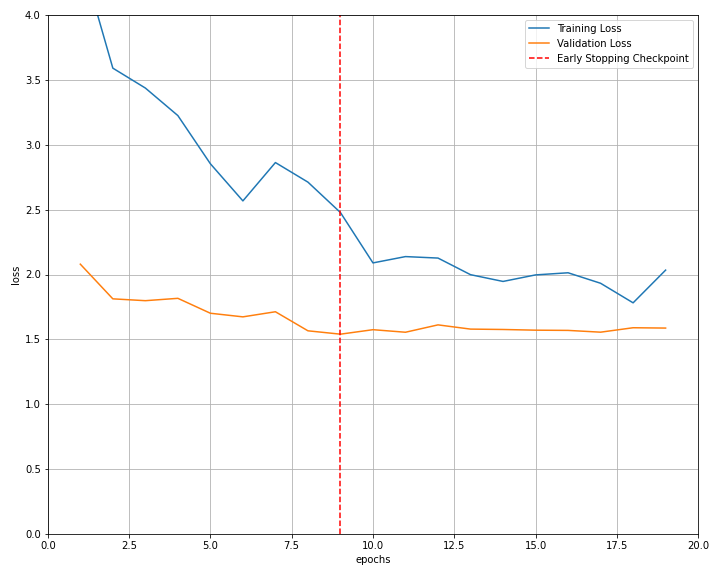 4.0
3.5
3.0
2.5
2.0
1.5
1.0
0.5
0.0
loss
Training Loss
Validation Loss
Early Stopping Checkpoint
0.0 2.5 5.0 7.5 10.0 12.5 15.0 17.5 20.0
epochs